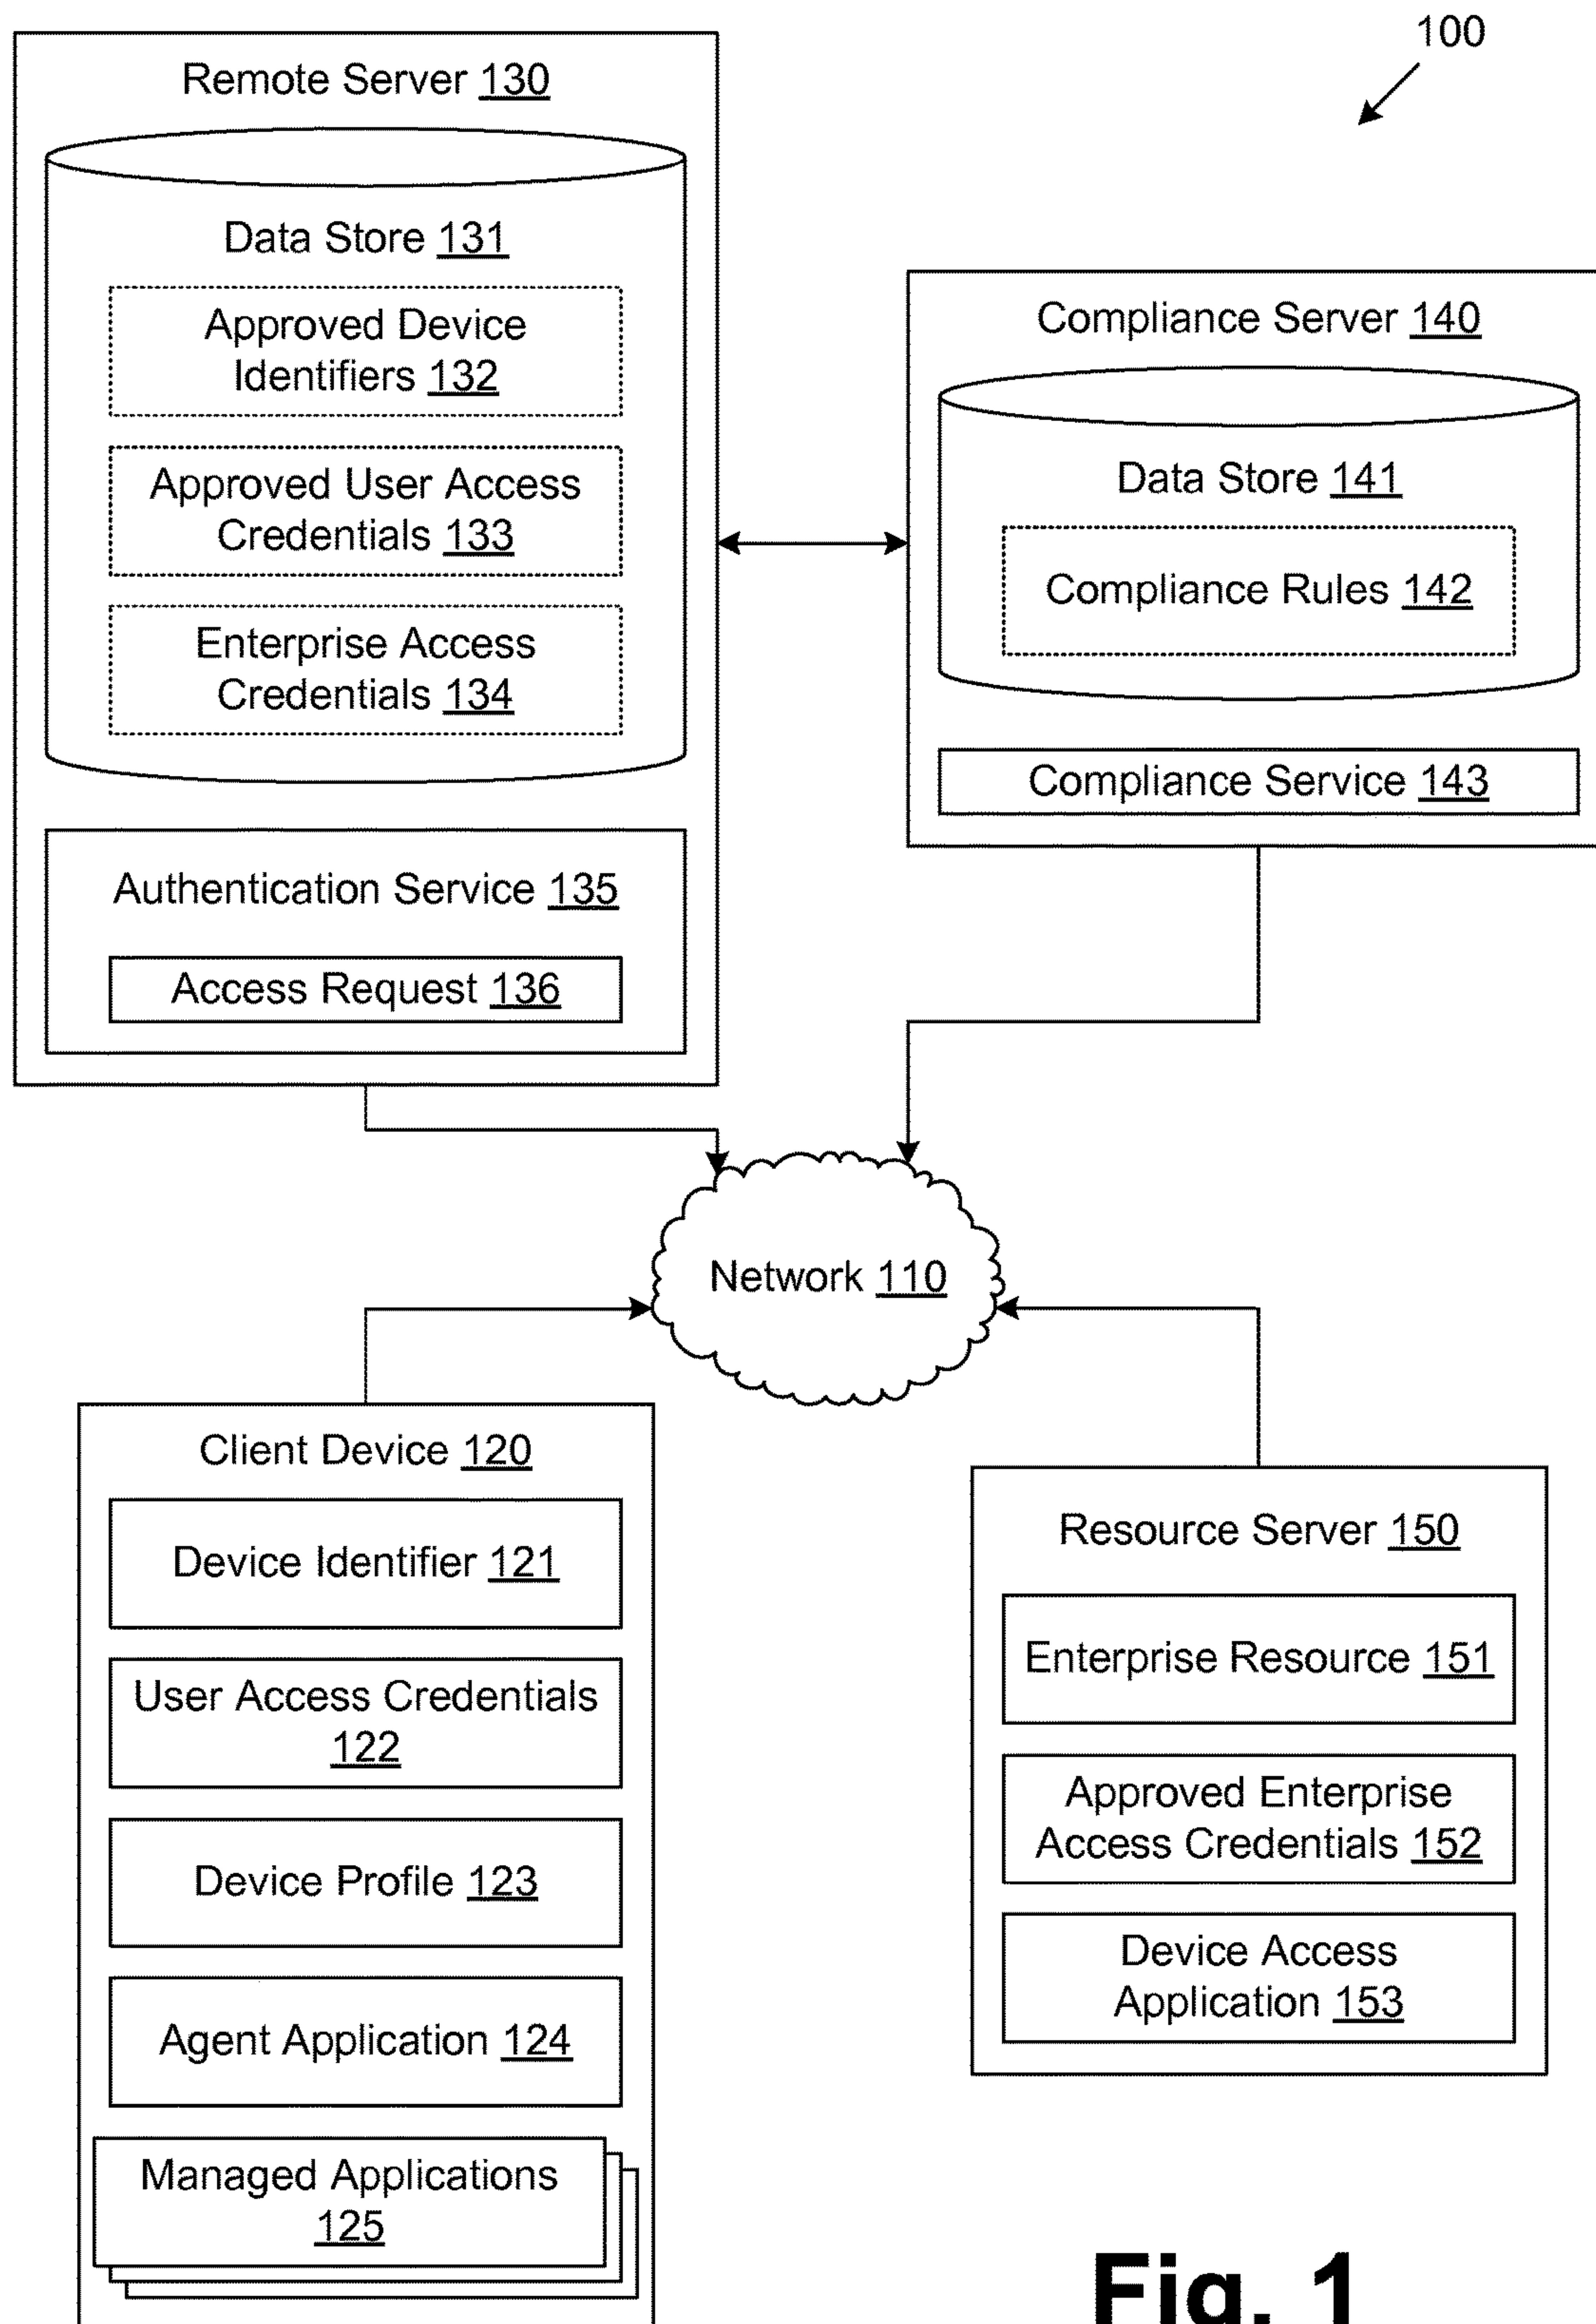 100
Remote Server 130
Data Store 131
Approved Device
Identifiers 132
Approved User Access
Credentials 133
Enterprise Access
Credentials 134
Authentication Service 135
Access Request 136
Compliance Server 140
Data Store 141
Compliance Rules 142
Compliance Service 143
Network 110
Client Device 120
Device Identifier 121
User Access Credentials
122
Device Profile 123
Agent Application 124
Managed Applications
125
Resource Server 150
Enterprise Resource 151
Approved Enterprise
Access Credentials 152
Device Access
Application 153
Fig. 1